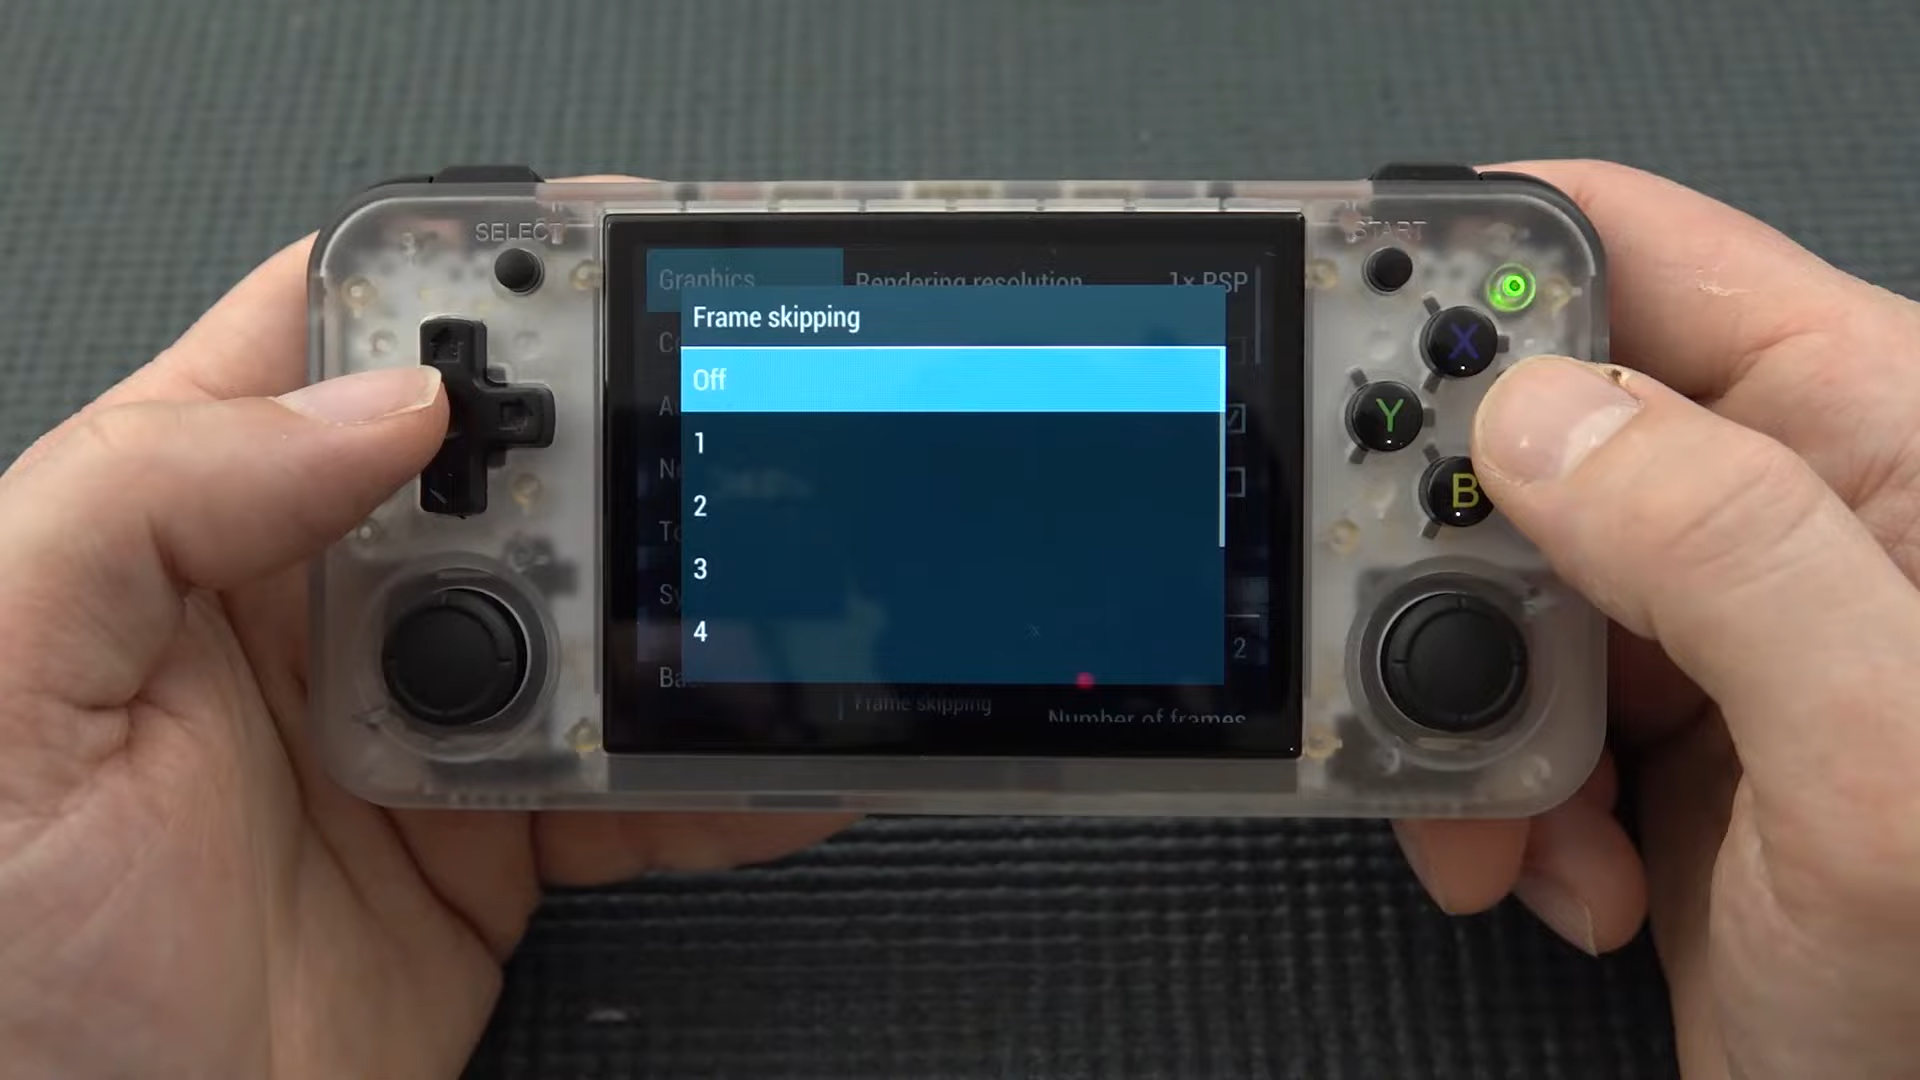 SELECT
START
Graphics
Rendering resolution
1× PSP
Frame skipping
Off
1
2
3
4
2
Frame skipping
Number of frames
X
Y
B